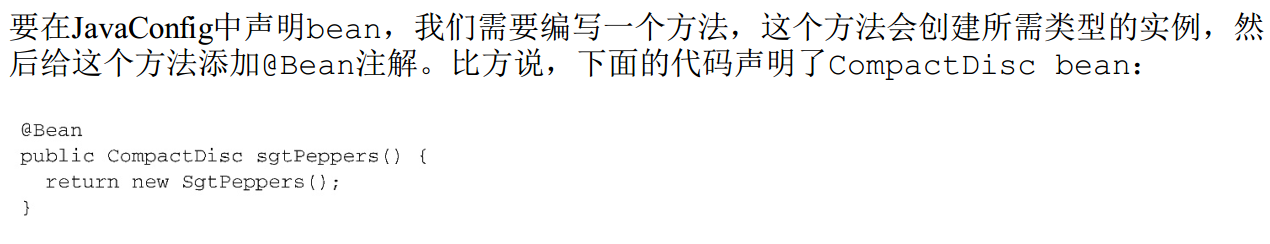 要在JavaConfig中声明bean，我们需要编写一个方法，这个方法会创建所需类型的实例，然
后给这个方法添加@Bean注解。比方说，下面的代码声明了CompactDisc bean：
@Bean
public CompactDisc sgtPeppers() {
  return new SgtPeppers();
}